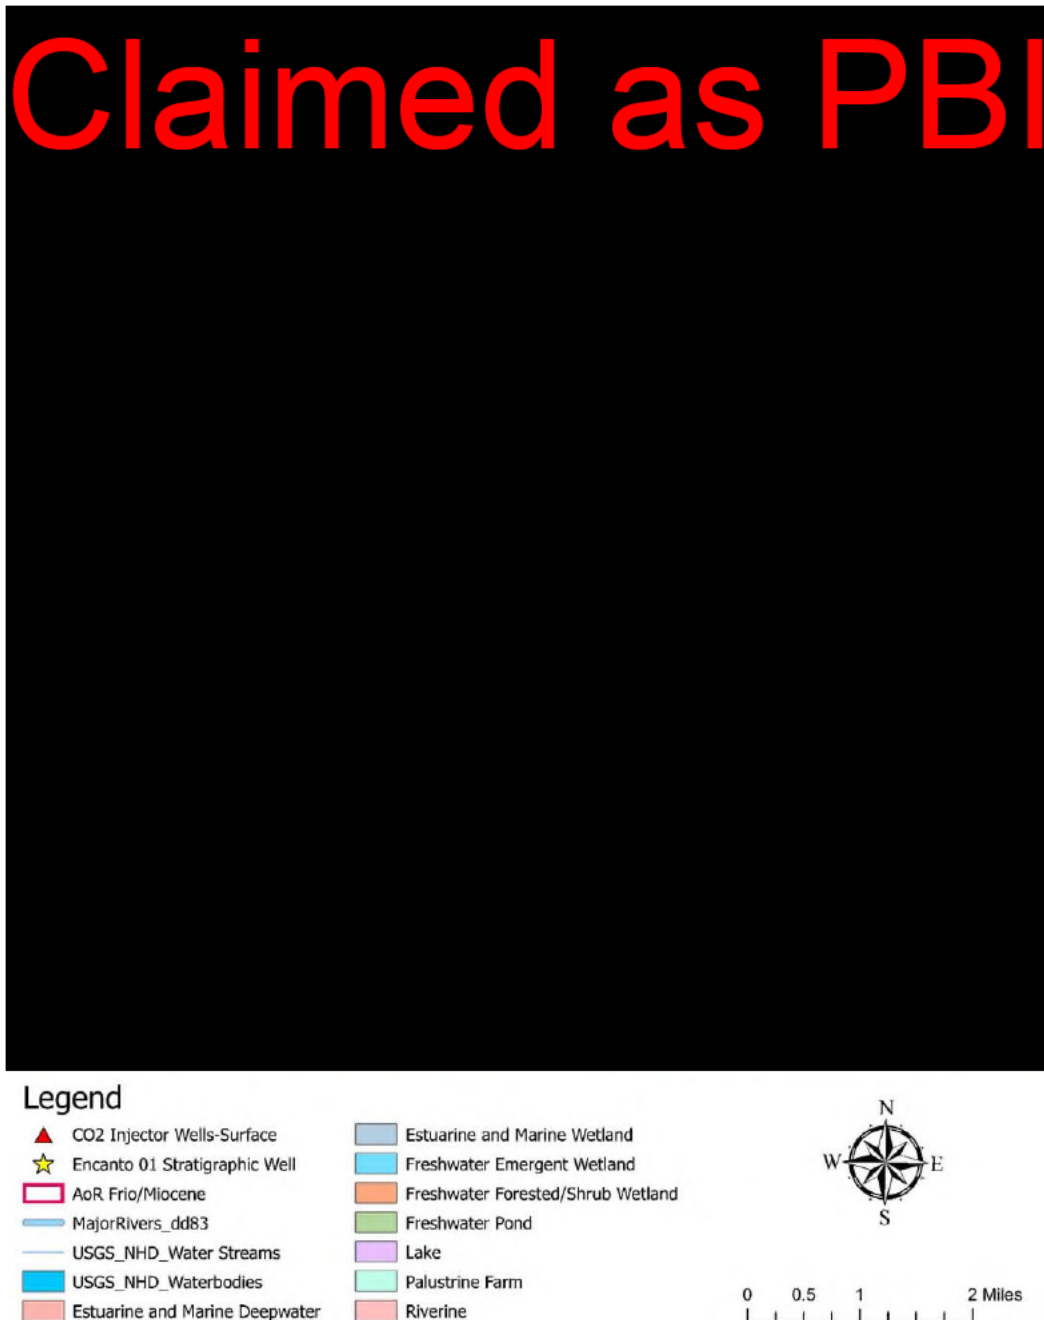 Claimed as PBI
Legend
CO2 Injector Wells-Surface
Encanto 01 Stratigraphic Well
AoR Frio/Miocene
MajorRivers_dd83
USGS_NHD_Water Streams
USGS_NHD_Waterbodies
Estuarine and Marine Deepwater
Estuarine and Marine Wetland
Freshwater Emergent Wetland
Freshwater Forested/Shrub Wetland
Freshwater Pond
Lake
Palustrine Farm
Riverine
N
W E
S
0 0.5 1 2 Miles